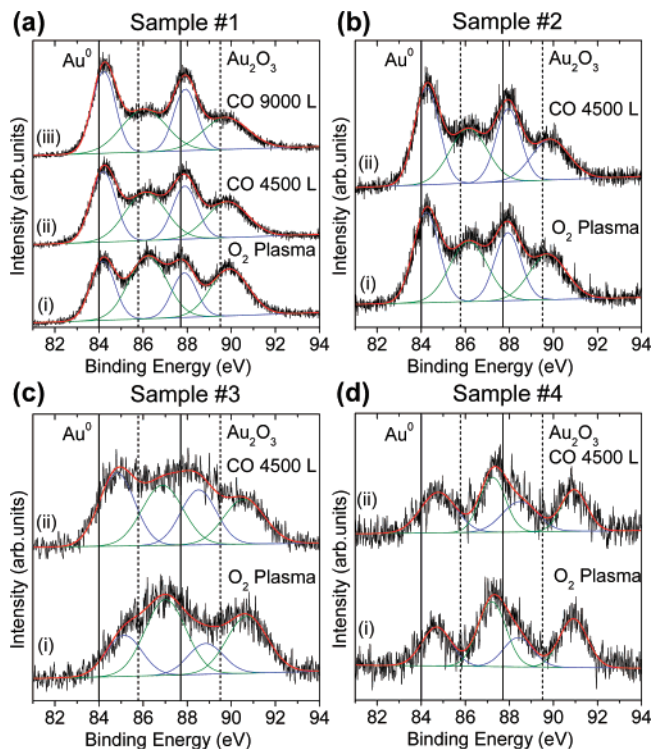 (a) Sample #1
Au⁰ Au₂O₃
CO 9000 L
(iii)
CO 4500 L
(ii)
O₂ Plasma
(i)
Intensity (arb.units)
82 84 86 88 90 92 94
Binding Energy (eV)
(b) Sample #2
Au⁰ Au₂O₃
CO 4500 L
(ii)
O₂ Plasma
(i)
Intensity (arb.units)
82 84 86 88 90 92 94
Binding Energy (eV)
(c) Sample #3
Au⁰ Au₂O₃
CO 4500 L
(ii)
O₂ Plasma
(i)
Intensity (arb.units)
82 84 86 88 90 92 94
Binding Energy (eV)
(d) Sample #4
Au⁰ Au₂O₃
CO 4500 L
(ii)
O₂ Plasma
(i)
Intensity (arb.units)
82 84 86 88 90 92 94
Binding Energy (eV)